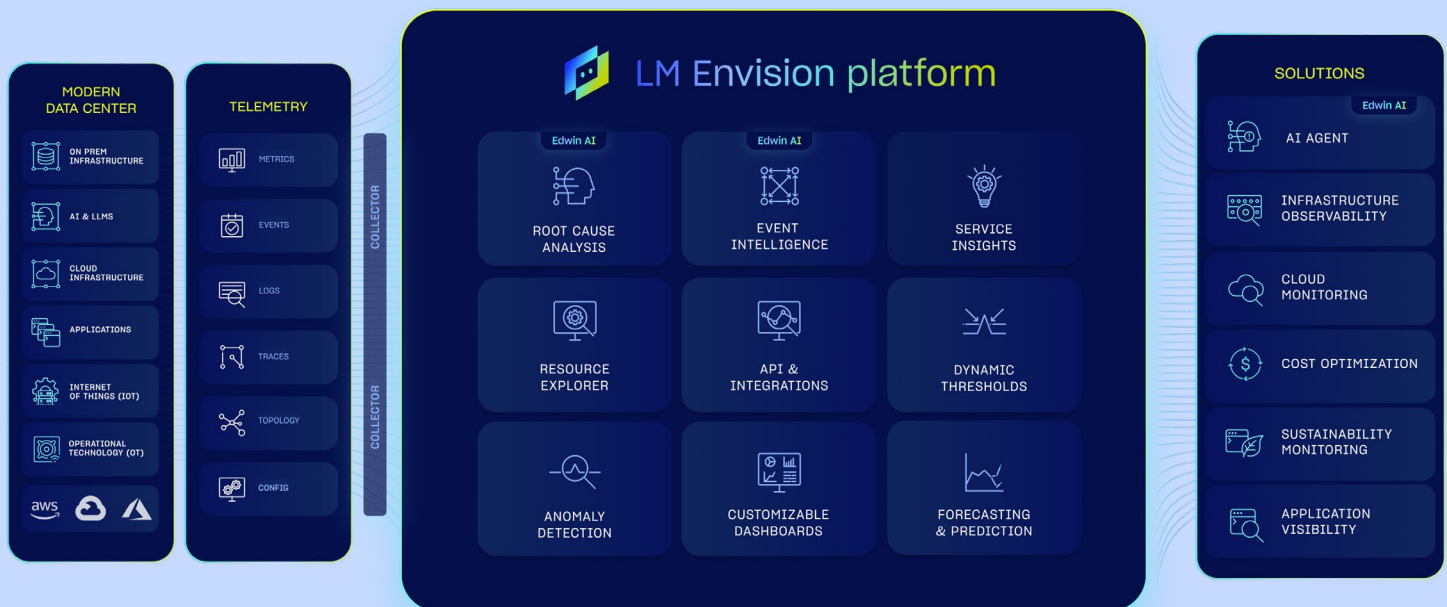 MODERN
DATA CENTER
ON PREM
INFRASTRUCTURE
AI & LLMS
CLOUD
INFRASTRUCTURE
APPLICATIONS
INTERNET
OF THINGS (IOT)
OPERATIONAL
TECHNOLOGY (OT)
aws
TELEMETRY
METRICS
EVENTS
LOGS
TRACES
TOPOLOGY
CONFIG
COLLECTOR
COLLECTOR
LM Envision platform
Edwin AI
ROOT CAUSE
ANALYSIS
Edwin AI
EVENT
INTELLIGENCE
SERVICE
INSIGHTS
RESOURCE
EXPLORER
API &
INTEGRATIONS
DYNAMIC
THRESHOLDS
ANOMALY
DETECTION
CUSTOMIZABLE
DASHBOARDS
FORECASTING
& PREDICTION
SOLUTIONS
Edwin AI
AI AGENT
INFRASTRUCTURE
OBSERVABILITY
CLOUD
MONITORING
COST OPTIMIZATION
SUSTAINABILITY
MONITORING
APPLICATION
VISIBILITY